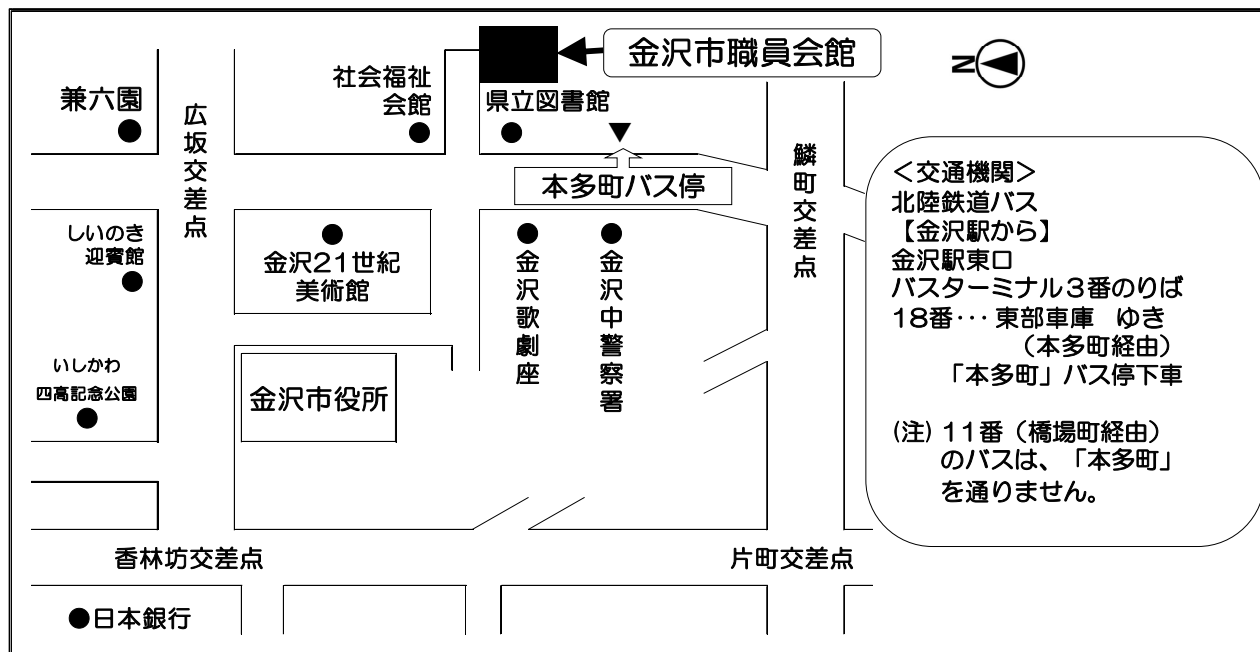 金沢市職員会館
N
社会福祉
会館
県立図書館
兼六園
広坂交差点
鱗町交差点
本多町バス停
しいのき
迎賓館
金沢21世紀
美術館
金沢歌劇座
金沢中警察署
いしかわ
四高記念公園
金沢市役所
香林坊交差点
片町交差点
日本銀行
＜交通機関＞
北陸鉄道バス
【金沢駅から】
金沢駅東口
バスターミナル３番のりば
18番･･･東部車庫　ゆき
（本多町経由）
「本多町」バス停下車
(注) 11番（橋場町経由）
のバスは、「本多町」
を通りません。